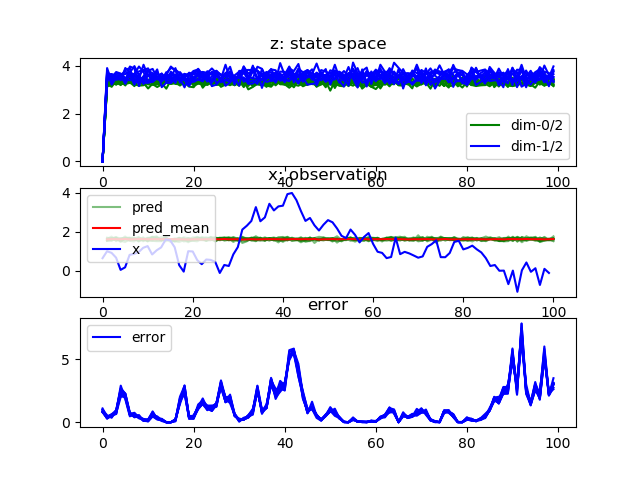 z: state space
4
2
0
dim-0/2
dim-1/2
0 20 40 60 80 100
x: observation
4
2
0
pred
pred_mean
x
0 20 40 60 80 100
error
5
0
error
0 20 40 60 80 100